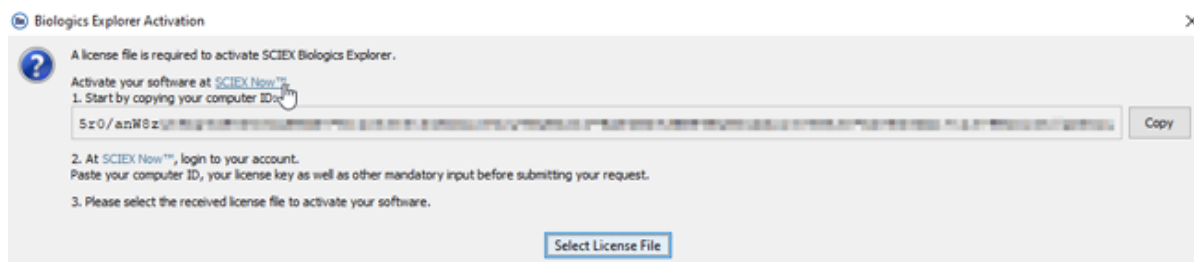 Biologics Explorer Activation
A license file is required to activate SCIEX Biologics Explorer.
Activate your software at SCIEX Now™
1. Start by copying your computer ID:
5r0/anW8z
Copy
2. At SCIEX Now™, login to your account.
Paste your computer ID, your license key as well as other mandatory input before submitting your request.
3. Please select the received license file to activate your software.
Select License File